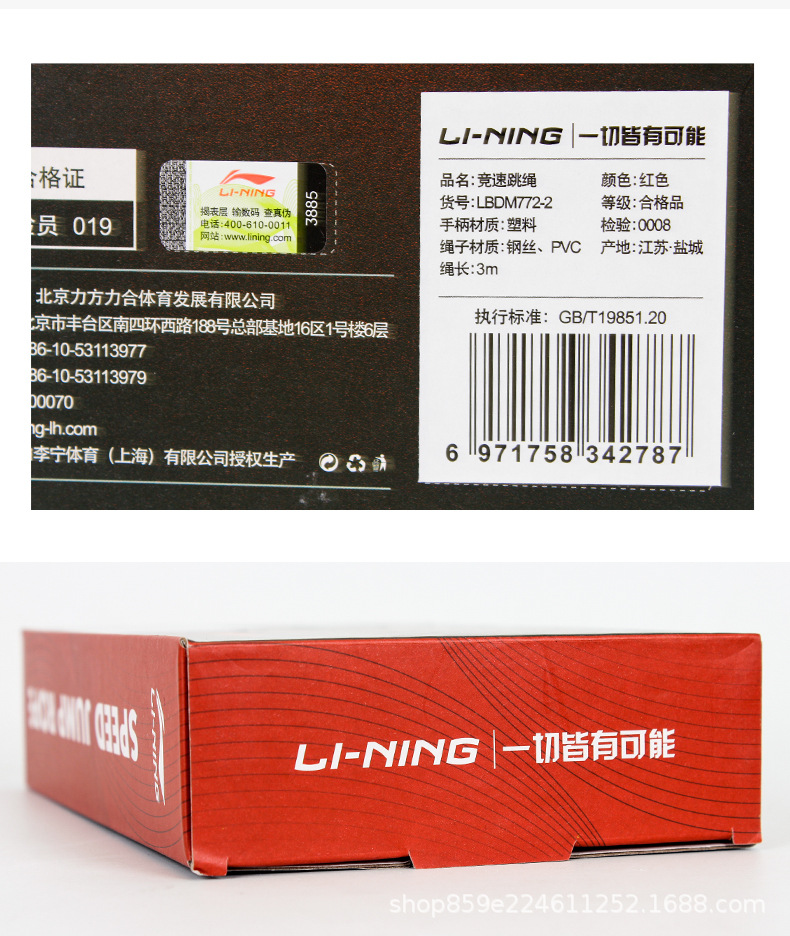 合格证
员 019
LI-NING
揭表层 输数码 查真伪
电话:400-610-0011
网站:www.lining.com
3885
北京力方力合体育发展有限公司
北京市丰台区南四环西路188号总部基地16区1号楼6层
86-10-53113977
86-10-53113979
00070
ng-lh.com
李宁体育（上海）有限公司授权生产
LI-NING 一切皆有可能
品名:竞速跳绳 颜色:红色
货号:LBDM772-2 等级:合格品
手柄材质:塑料 检验:0008
绳子材质:钢丝、PVC 产地:江苏·盐城
绳长:3m
执行标准: GB/T19851.20
6 971758 342787
SPEED JUMP ROPE
LI-NING
LI-NING 一切皆有可能
shop859e224611252.1688.com